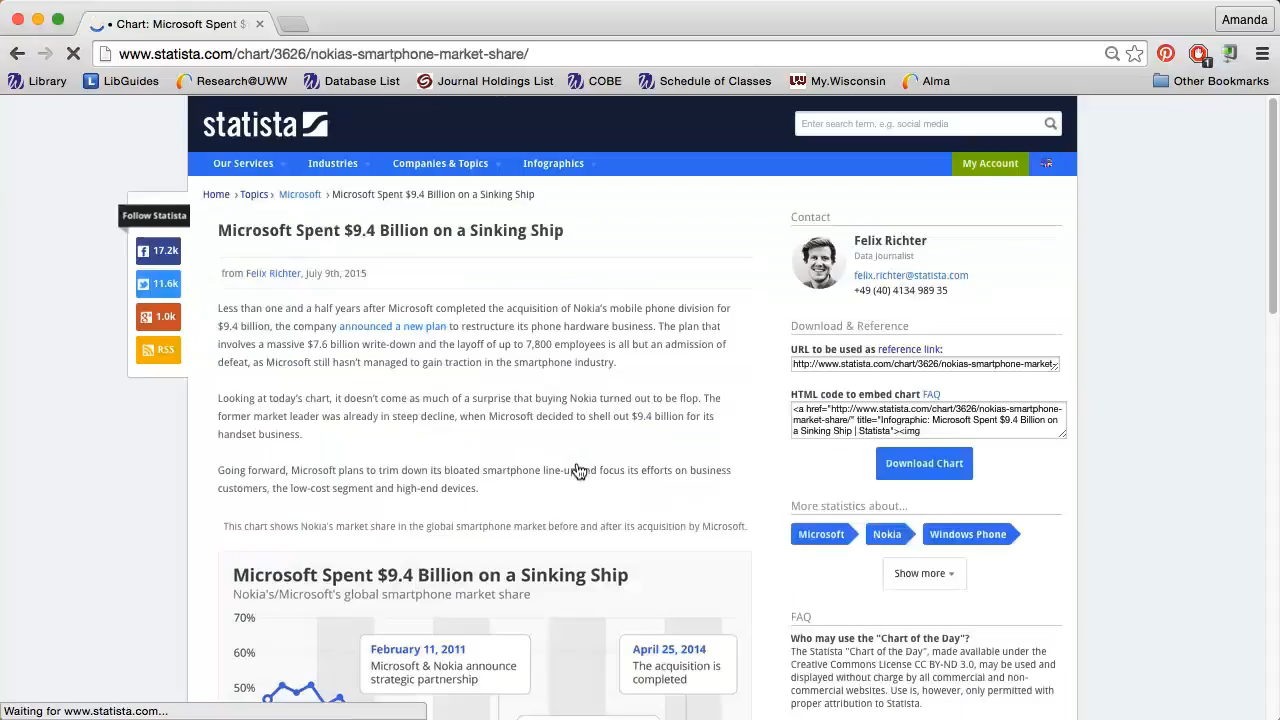 Chart: Microsoft Spent $
Amanda
www.statista.com/chart/3626/nokias-smartphone-market-share/
Library
LibGuides
Research@UWW
Database List
Journal Holdings List
COBE
Schedule of Classes
My.Wisconsin
Alma
Other Bookmarks
statista
Enter search term, e.g. social media
Our Services
Industries
Companies & Topics
Infographics
My Account
Home › Topics › Microsoft › Microsoft Spent $9.4 Billion on a Sinking Ship
Follow Statista
17.2k
11.6k
1.0k
RSS
Microsoft Spent $9.4 Billion on a Sinking Ship
from Felix Richter, July 9th, 2015
Less than one and a half years after Microsoft completed the acquisition of Nokia's mobile phone division for
$9.4 billion, the company announced a new plan to restructure its phone hardware business. The plan that
involves a massive $7.6 billion write-down and the layoff of up to 7,800 employees is all but an admission of
defeat, as Microsoft still hasn't managed to gain traction in the smartphone industry.
Looking at today's chart, it doesn't come as much of a surprise that buying Nokia turned out to be flop. The
former market leader was already in steep decline, when Microsoft decided to shell out $9.4 billion for its
handset business.
Going forward, Microsoft plans to trim down its bloated smartphone line-up and focus its efforts on business
customers, the low-cost segment and high-end devices.
This chart shows Nokia's market share in the global smartphone market before and after its acquisition by Microsoft.
Microsoft Spent $9.4 Billion on a Sinking Ship
Nokia's/Microsoft's global smartphone market share
70%
60%
50%
February 11, 2011
Microsoft & Nokia announce
strategic partnership
April 25, 2014
The acquisition is
completed
Contact
Felix Richter
Data Journalist
felix.richter@statista.com
+49 (40) 4134 989 35
Download & Reference
URL to be used as reference link:
http://www.statista.com/chart/3626/nokias-smartphone-market-
HTML code to embed chart FAQ
<a href="http://www.statista.com/chart/3626/nokias-smartphone-
market-share/" title="Infographic: Microsoft Spent $9.4 Billion on
a Sinking Ship | Statista"><img
Download Chart
More statistics about...
Microsoft
Nokia
Windows Phone
Show more
FAQ
Who may use the "Chart of the Day"?
The Statista "Chart of the Day", made available under the
Creative Commons License CC BY-ND 3.0, may be used and
displayed without charge by all commercial and non-
commercial websites. Use is, however, only permitted with
proper attribution to Statista.
Waiting for www.statista.com...